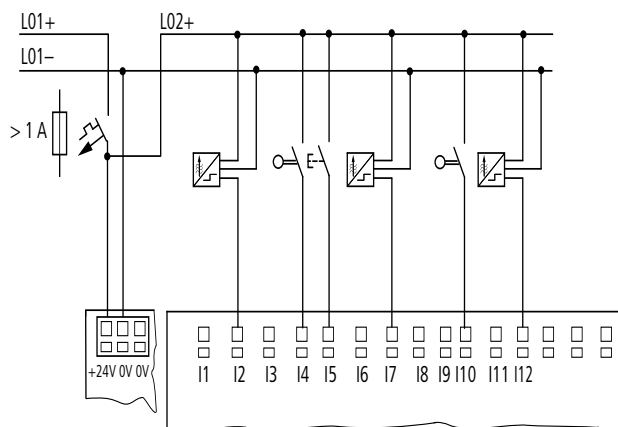 L01+ L02+
L01–
> 1 A
+24V 0V 0V
I1 I2 I3 I4 I5 I6 I7 I8 I9 I10 I11 I12